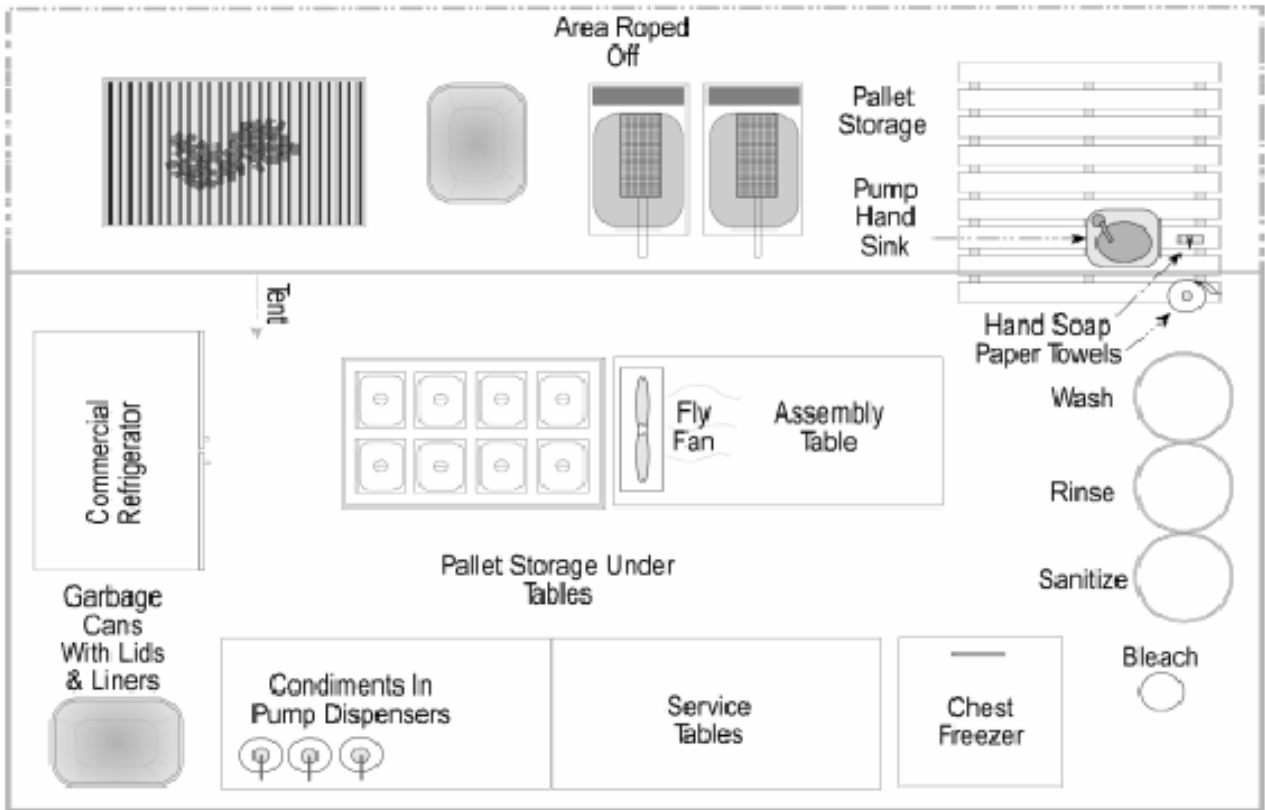 Area Roped
Off
Pallet
Storage
Pump
Hand
Sink
Tent
Hand Soap
Paper Towels
Commercial
Refrigerator
Fly
Fan
Assembly
Table
Wash
Rinse
Sanitize
Pallet Storage Under
Tables
Garbage
Cans
With Lids
& Liners
Condiments In
Pump Dispensers
Service
Tables
Chest
Freezer
Bleach